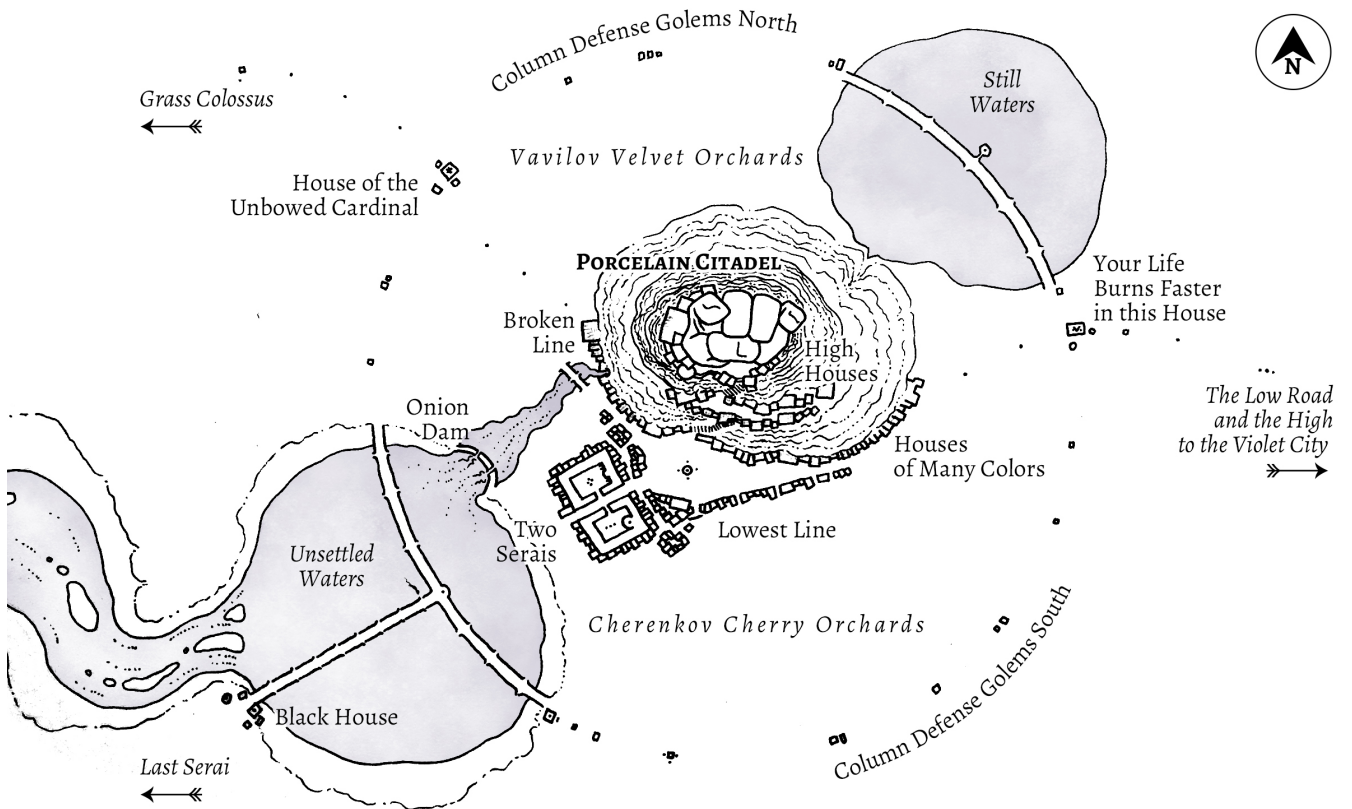 Column Defense Golems North
N
Still
Waters
Grass Colossus
Vavilov Velvet Orchards
House of the
Unbowed Cardinal
PORCELAIN CITADEL
Your Life
Burns Faster
in this House
Broken
Line
High
Houses
The Low Road
and the High
to the Violet City
Onion
Dam
Houses
of Many Colors
Two
Serais
Lowest Line
Unsettled
Waters
Cherenkov Cherry Orchards
Column Defense Golems South
Black House
Last Serai